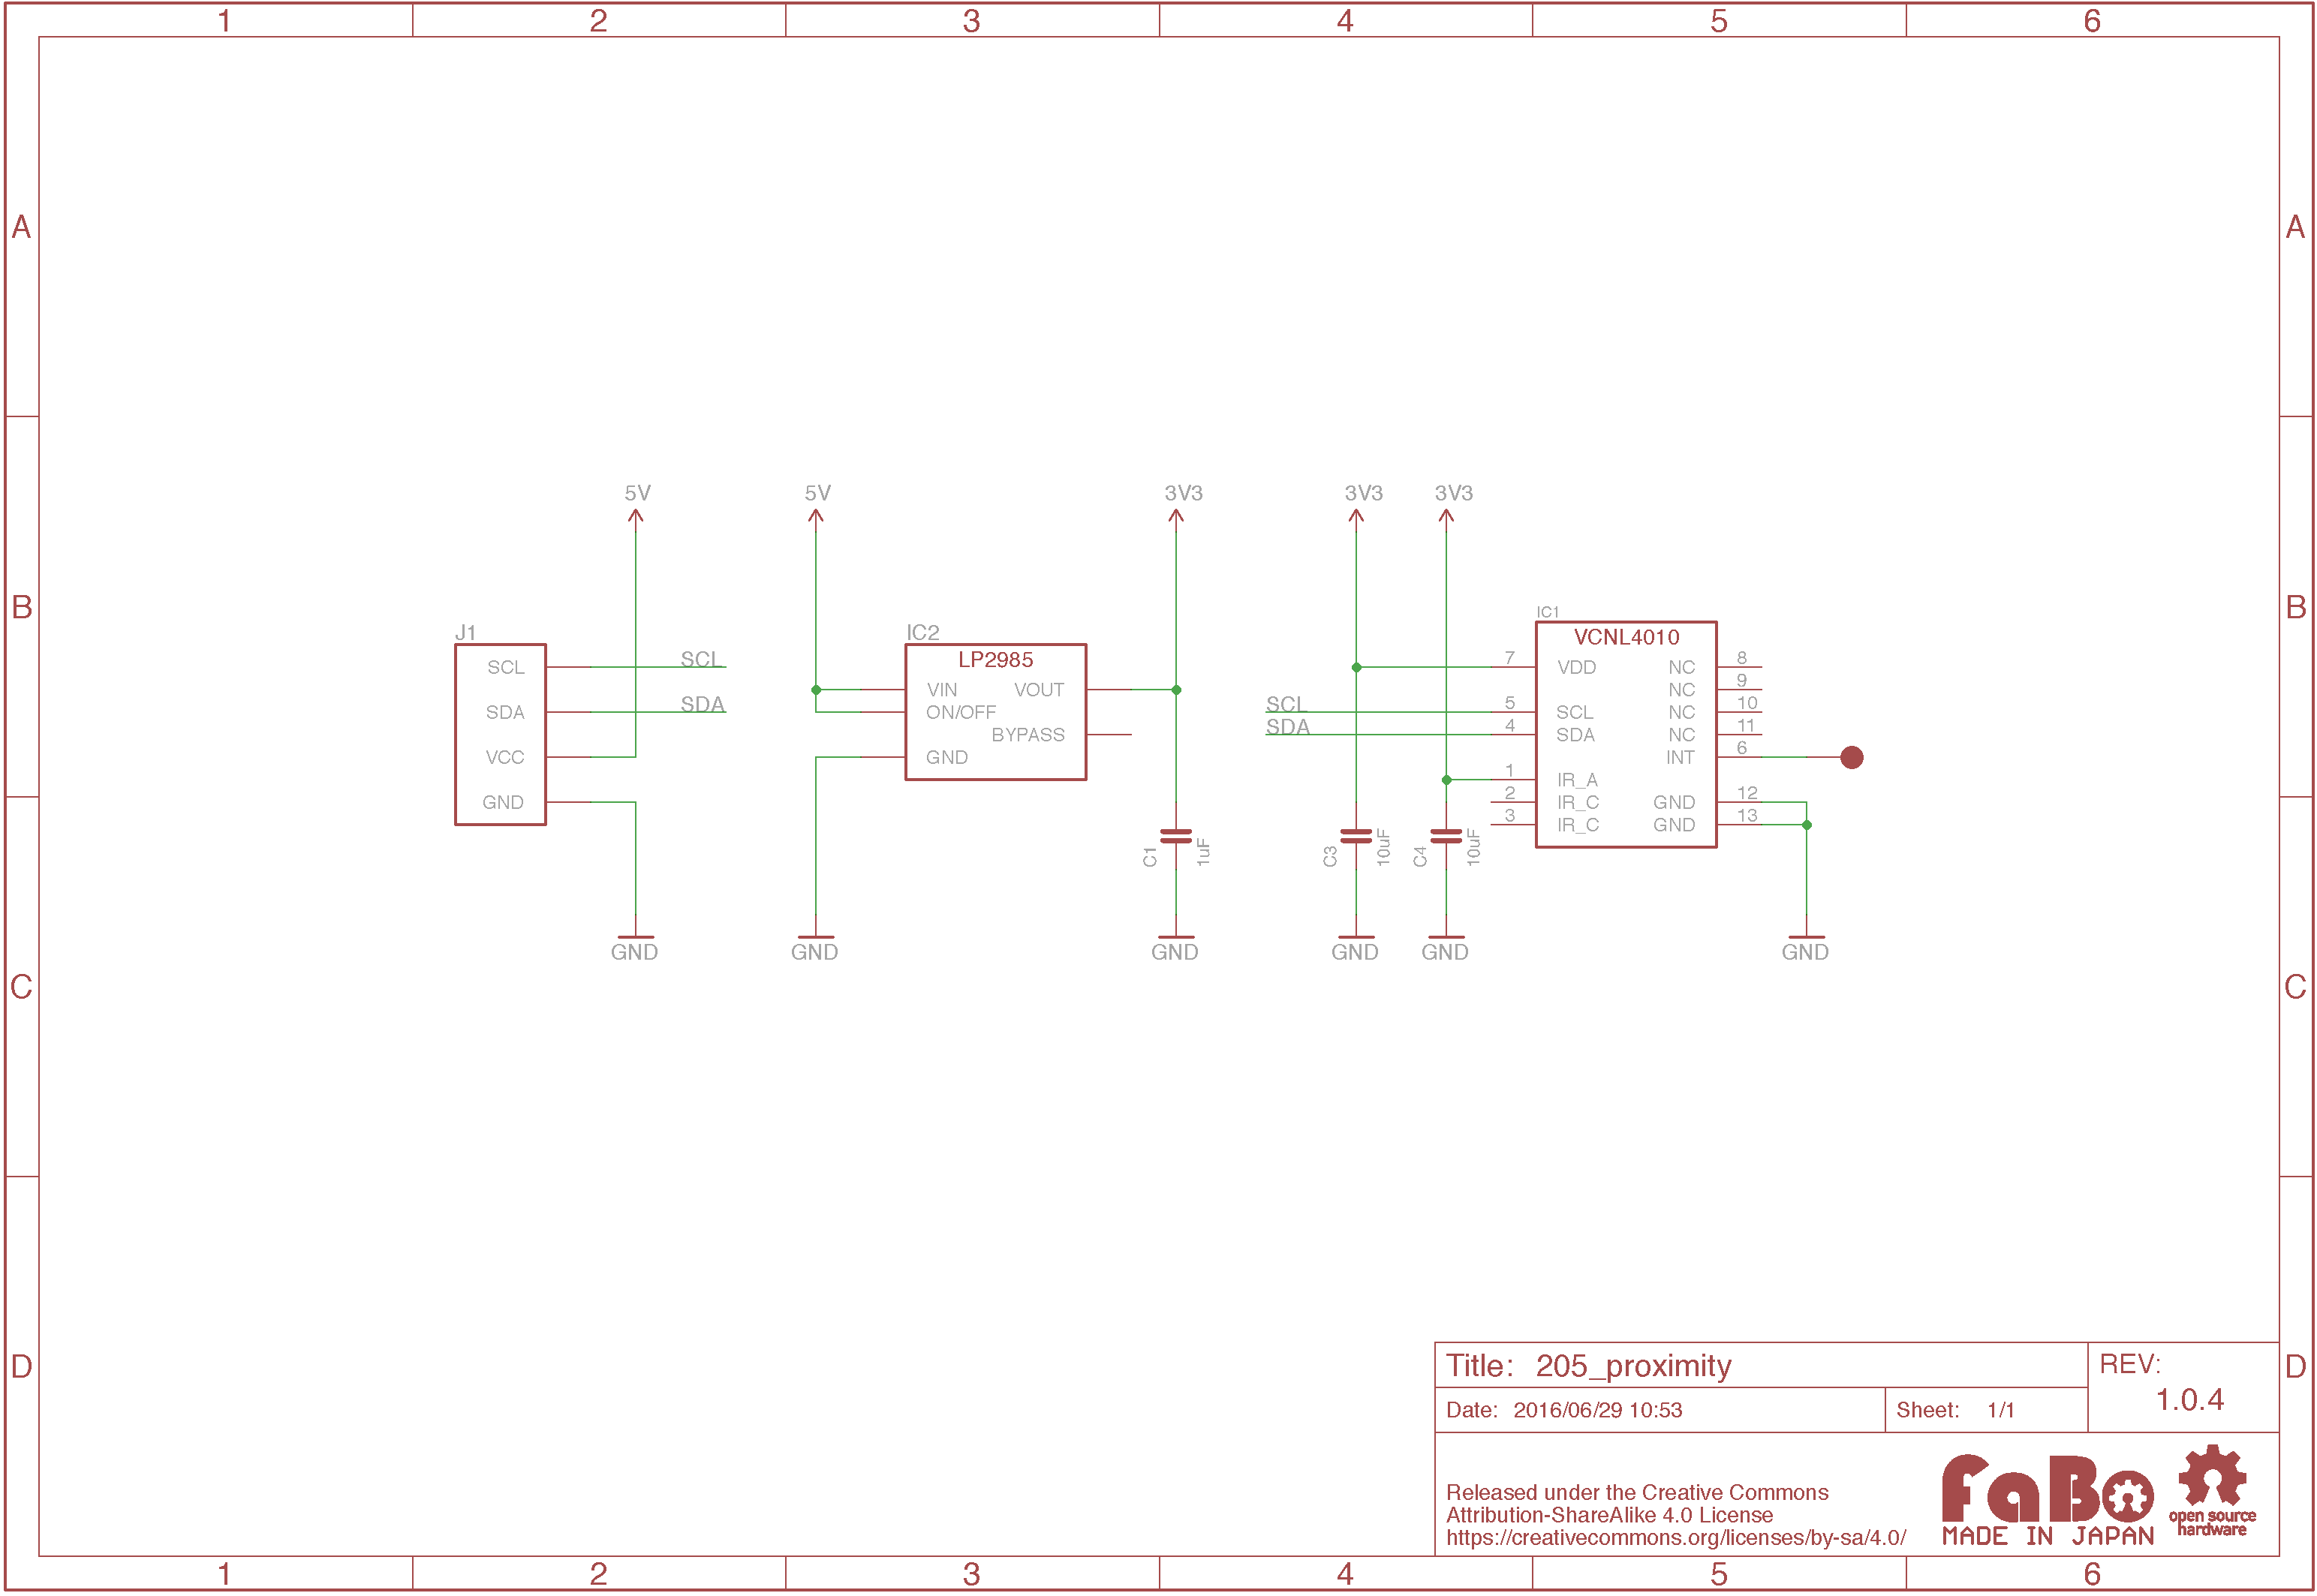 1 2 3 4 5 6
A A
B B
C C
D D
5V 5V 3V3 3V3 3V3
J1
SCL
SDA
VCC
GND
SCL
SDA
GND
IC2
LP2985
VIN VOUT
ON/OFF
BYPASS
GND
GND
C1 1uF
GND
SCL
SDA
C3 10uF
GND
C4 10uF
GND
IC1
VCNL4010
7 VDD NC 8
NC 9
5 SCL NC 10
4 SDA NC 11
INT 6
1 IR_A
2 IR_C GND 12
3 IR_C GND 13
GND
Title: 205_proximity
REV:
1.0.4
Date: 2016/06/29 10:53
Sheet: 1/1
Released under the Creative Commons
Attribution-ShareAlike 4.0 License
https://creativecommons.org/licenses/by-sa/4.0/
FaBo
MADE IN JAPAN
open source
hardware
1 2 3 4 5 6